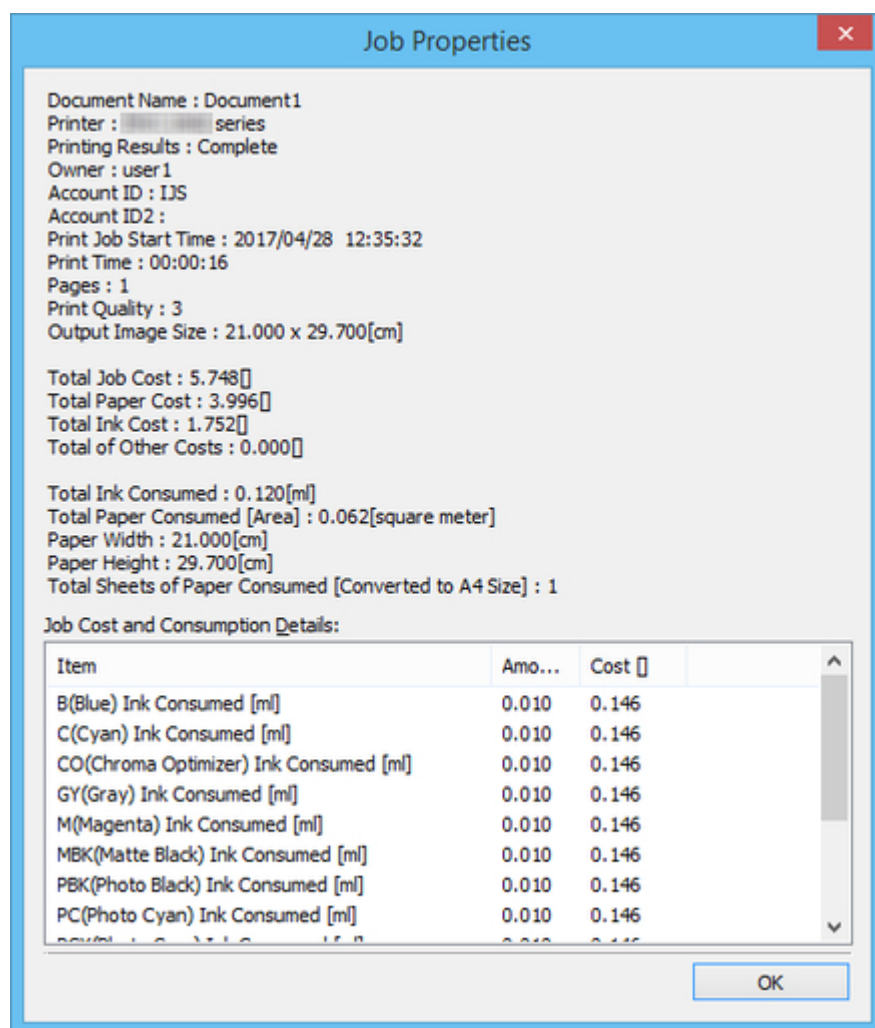 Job Properties
Document Name : Document1
Printer : series
Printing Results : Complete
Owner : user1
Account ID : IJS
Account ID2 :
Print Job Start Time : 2017/04/28 12:35:32
Print Time : 00:00:16
Pages : 1
Print Quality : 3
Output Image Size : 21.000 x 29.700[cm]
Total Job Cost : 5.748[]
Total Paper Cost : 3.996[]
Total Ink Cost : 1.752[]
Total of Other Costs : 0.000[]
Total Ink Consumed : 0.120[ml]
Total Paper Consumed [Area] : 0.062[square meter]
Paper Width : 21.000[cm]
Paper Height : 29.700[cm]
Total Sheets of Paper Consumed [Converted to A4 Size] : 1
Job Cost and Consumption Details:
Item Amo... Cost []
B(Blue) Ink Consumed [ml] 0.010 0.146
C(Cyan) Ink Consumed [ml] 0.010 0.146
CO(Chroma Optimizer) Ink Consumed [ml] 0.010 0.146
GY(Gray) Ink Consumed [ml] 0.010 0.146
M(Magenta) Ink Consumed [ml] 0.010 0.146
MBK(Matte Black) Ink Consumed [ml] 0.010 0.146
PBK(Photo Black) Ink Consumed [ml] 0.010 0.146
PC(Photo Cyan) Ink Consumed [ml] 0.010 0.146
OK